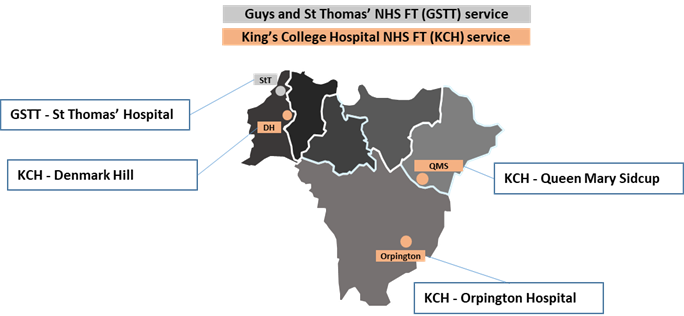 Guys and St Thomas’ NHS FT (GSTT) service
King’s College Hospital NHS FT (KCH) service
StT
GSTT - St Thomas’ Hospital
DH
KCH - Denmark Hill
QMS
KCH - Queen Mary Sidcup
Orpington
KCH - Orpington Hospital